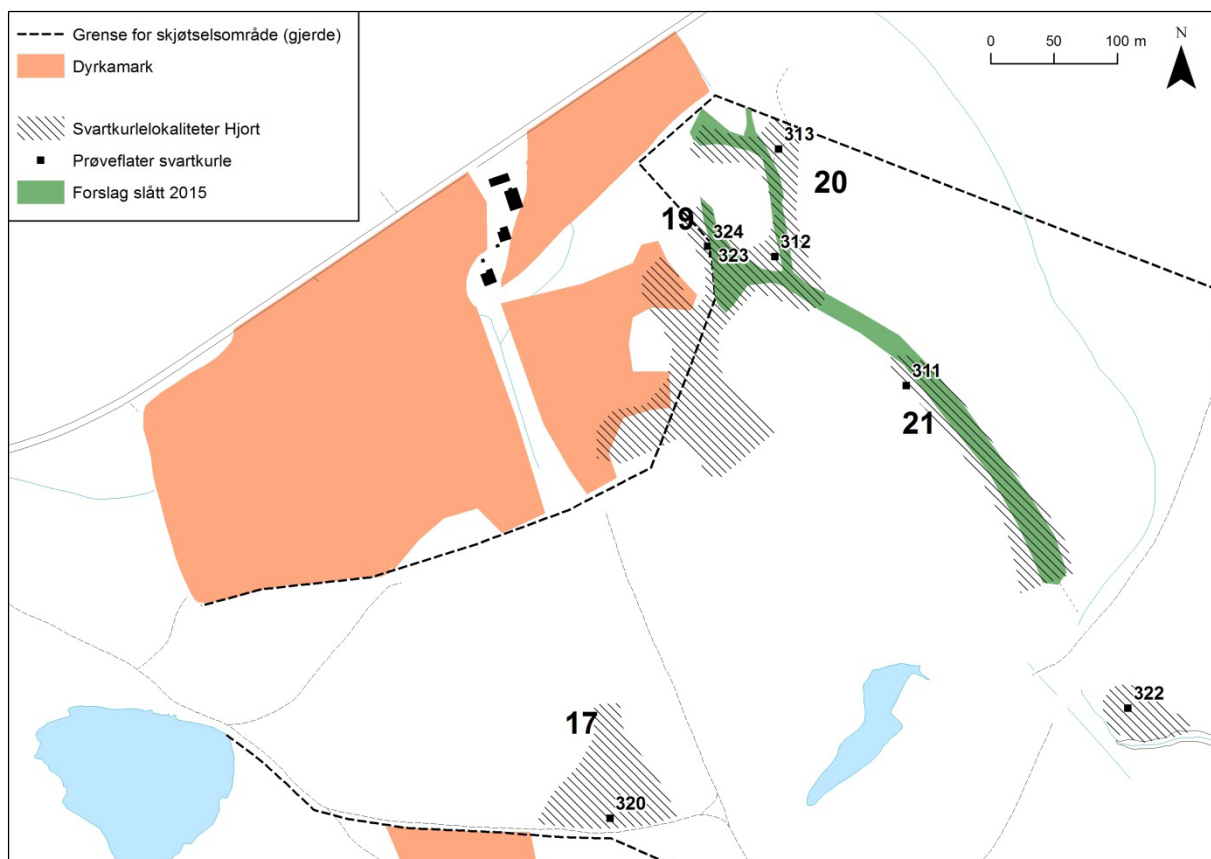 Grense for skjøtselsområde (gjerde)
Dyrkamark
Svartkurlelokaliteter Hjort
Prøveflater svartkurle
Forslag slått 2015
N
0 50 100 m
313
20
19
324
323
312
311
21
322
17
320